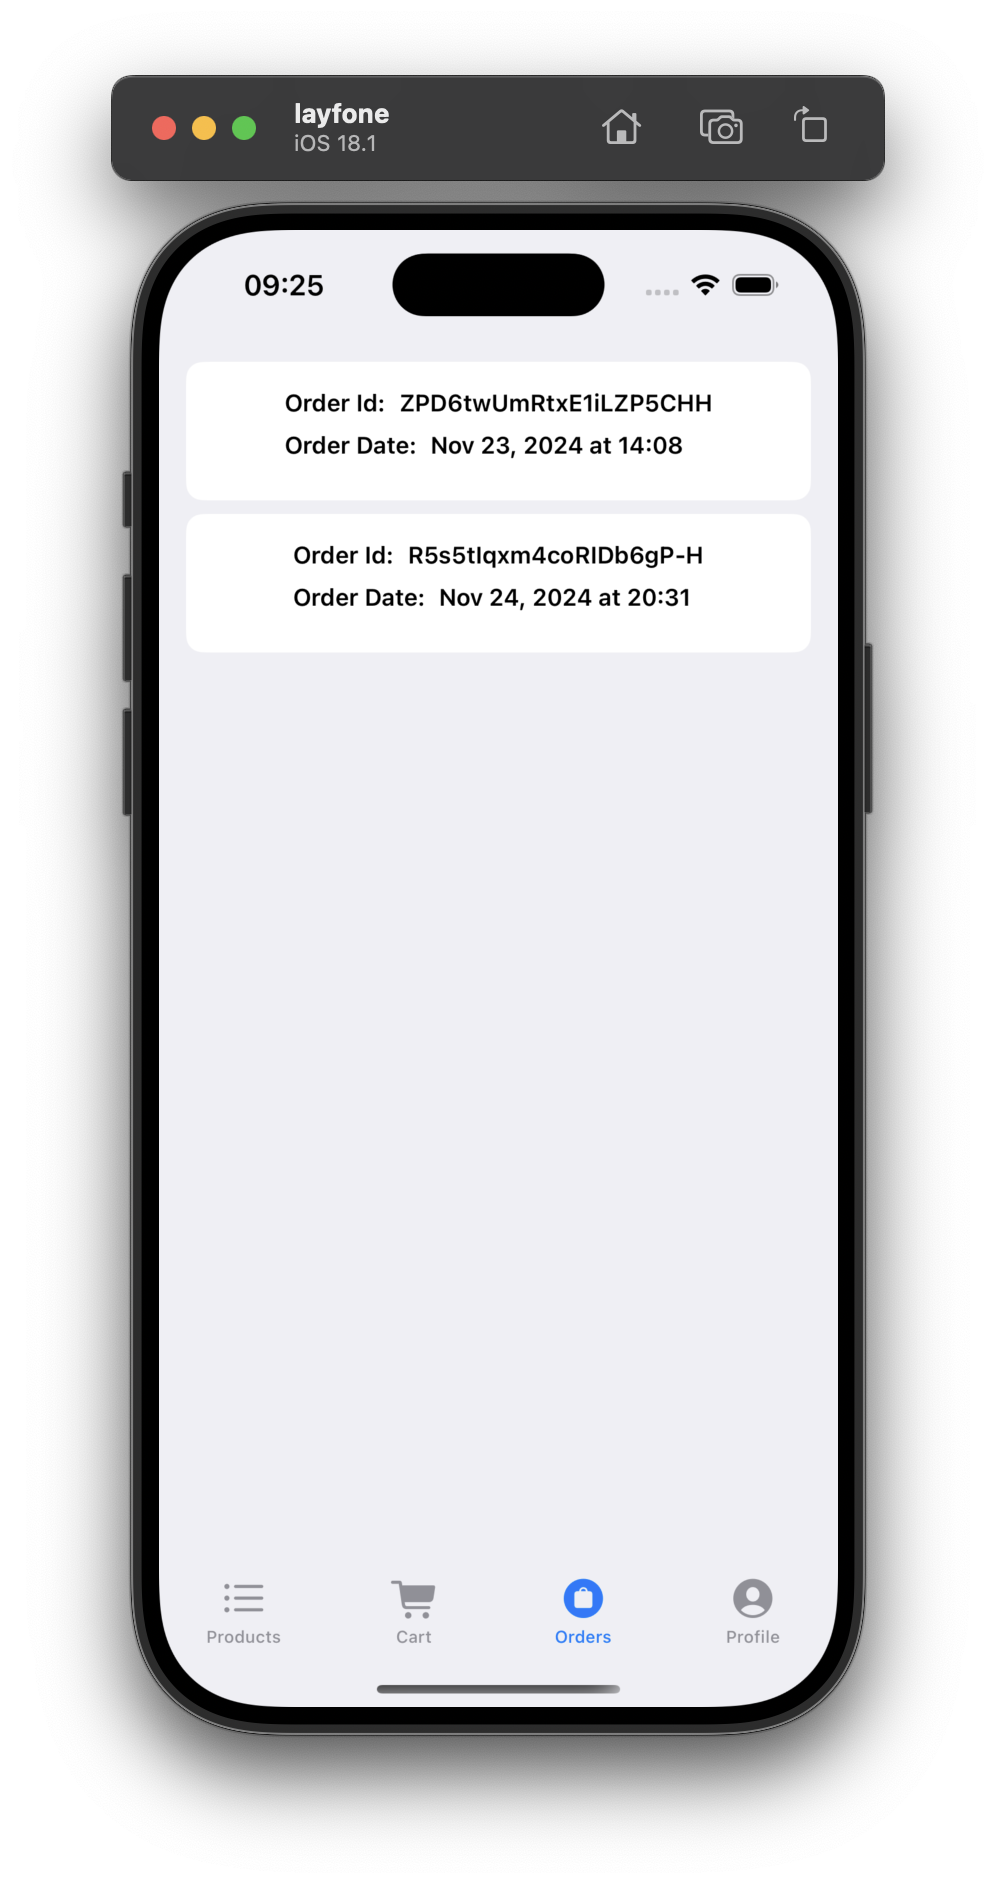 layfone
iOS 18.1
09:25
Order Id: ZPD6twUmRtxE1iLZP5CHH
Order Date: Nov 23, 2024 at 14:08
Order Id: R5s5tIqxm4coRIDb6gP-H
Order Date: Nov 24, 2024 at 20:31
Products
Cart
Orders
Profile